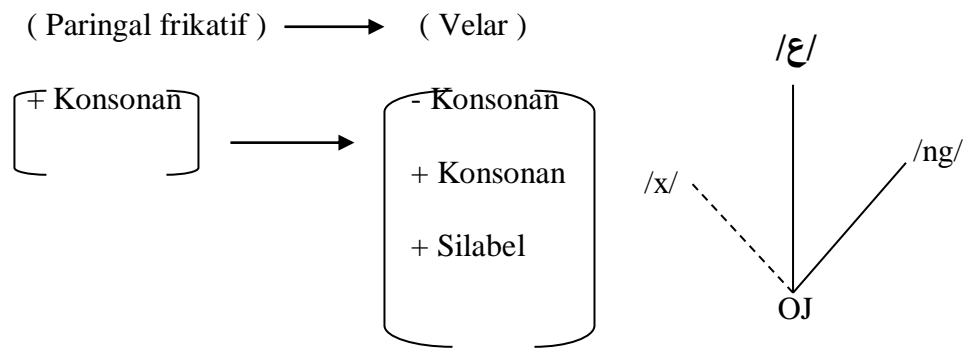 ( Paringal frikatif ) ( Velar )
/ع/
+ Konsonan - Konsonan
/ng/
+ Konsonan
/x/
+ Silabel
OJ